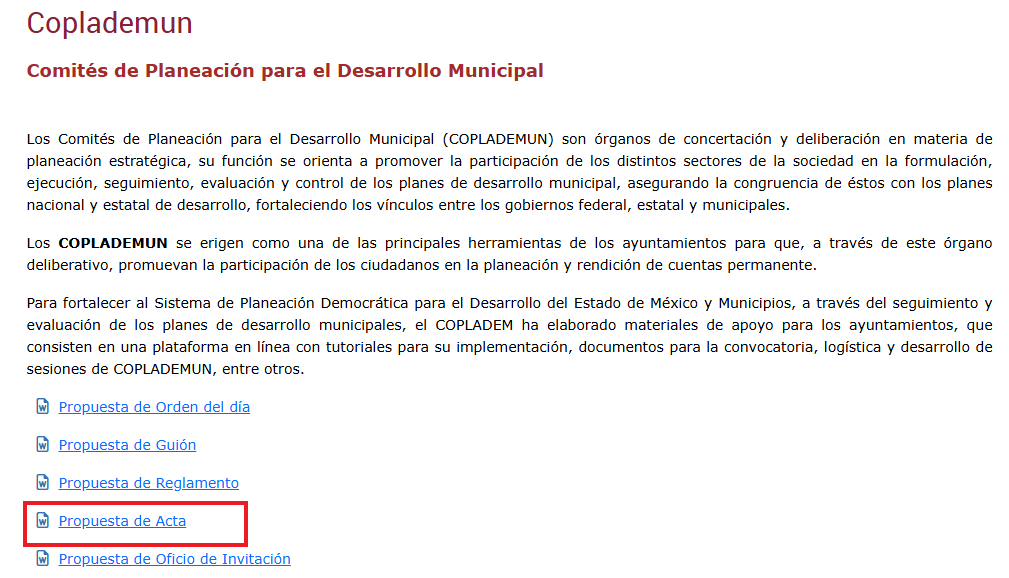 Coplademun
Comités de Planeación para el Desarrollo Municipal
Los Comités de Planeación para el Desarrollo Municipal (COPLADEMUN) son órganos de concertación y deliberación en materia de
planeación estratégica, su función se orienta a promover la participación de los distintos sectores de la sociedad en la formulación,
ejecución, seguimiento, evaluación y control de los planes de desarrollo municipal, asegurando la congruencia de éstos con los planes
nacional y estatal de desarrollo, fortaleciendo los vínculos entre los gobiernos federal, estatal y municipales.
Los COPLADEMUN se erigen como una de las principales herramientas de los ayuntamientos para que, a través de este órgano
deliberativo, promuevan la participación de los ciudadanos en la planeación y rendición de cuentas permanente.
Para fortalecer al Sistema de Planeación Democrática para el Desarrollo del Estado de México y Municipios, a través del seguimiento y
evaluación de los planes de desarrollo municipales, el COPLADEM ha elaborado materiales de apoyo para los ayuntamientos, que
consisten en una plataforma en línea con tutoriales para su implementación, documentos para la convocatoria, logística y desarrollo de
sesiones de COPLADEMUN, entre otros.
Propuesta de Orden del día
Propuesta de Guión
Propuesta de Reglamento
Propuesta de Acta
Propuesta de Oficio de Invitación